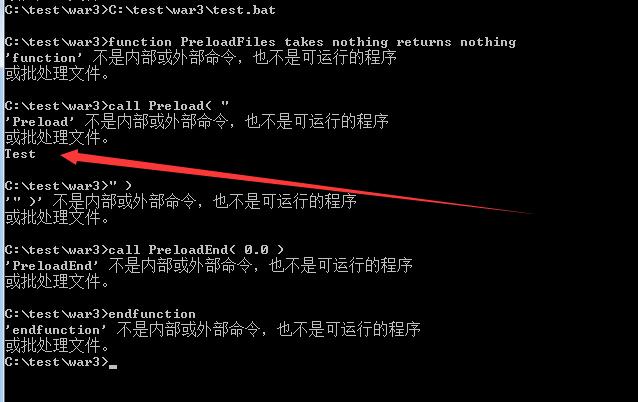 C:\test\war3>C:\test\war3\test.bat
C:\test\war3>function PreloadFiles takes nothing returns nothing
'function' 不是内部或外部命令，也不是可运行的程序
或批处理文件。
C:\test\war3>call Preload( "
'Preload' 不是内部或外部命令，也不是可运行的程序
或批处理文件。
Test
C:\test\war3>" )
'" )' 不是内部或外部命令，也不是可运行的程序
或批处理文件。
C:\test\war3>call PreloadEnd( 0.0 )
'PreloadEnd' 不是内部或外部命令，也不是可运行的程序
或批处理文件。
C:\test\war3>endfunction
'endfunction' 不是内部或外部命令，也不是可运行的程序
或批处理文件。
C:\test\war3>